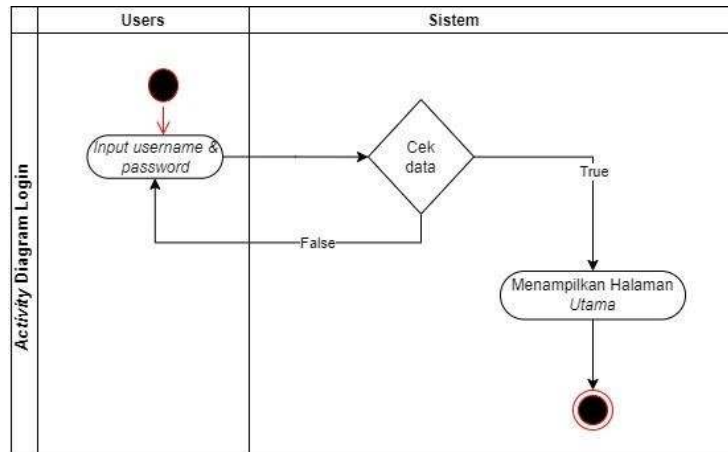 Users
Sistem
Activity Diagram Login
Input username &
password
Cek
data
True
False
Menampilkan Halaman
Utama